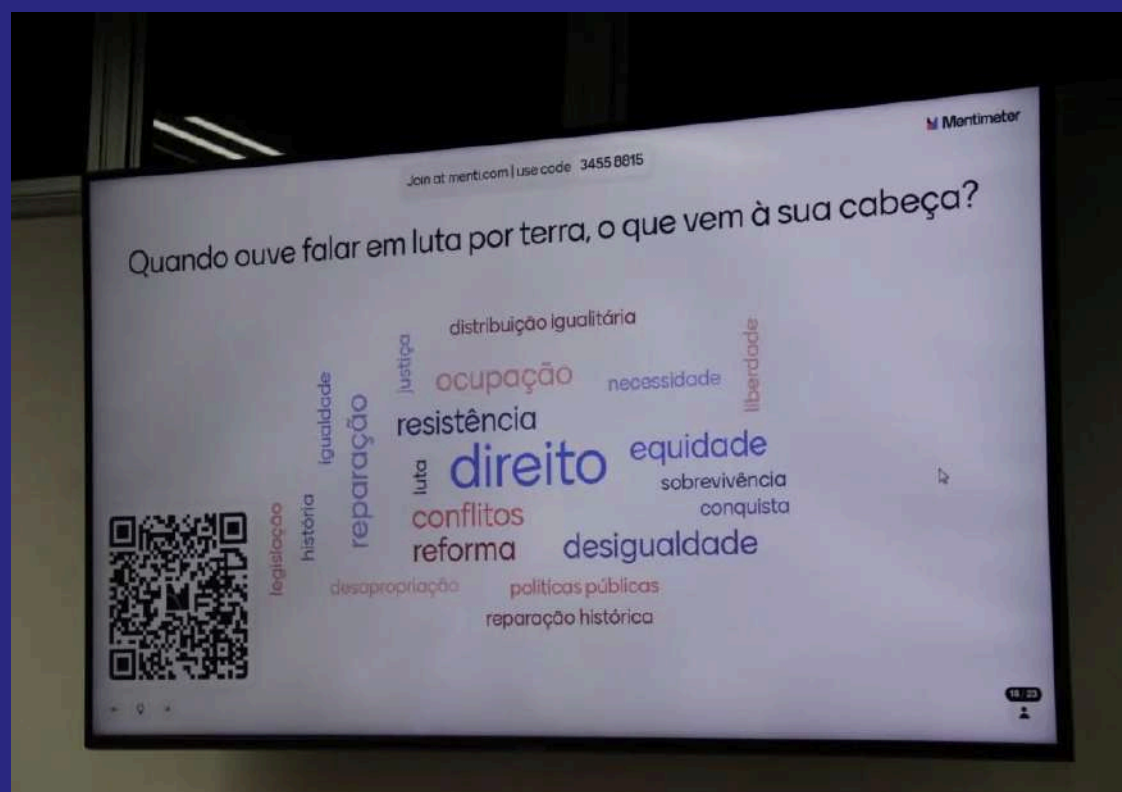 Mentimeter
Join at menti.com | use code 3455 8815
Quando ouve falar em luta por terra, o que vem à sua cabeça?
distribuição igualitária
justiça
ocupação
necessidade
liberdade
igualdade
reparação
resistência
luta
direito
equidade
sobrevivência
conquista
legislação
história
conflitos
reforma
desigualdade
desapropriação
políticas públicas
reparação histórica